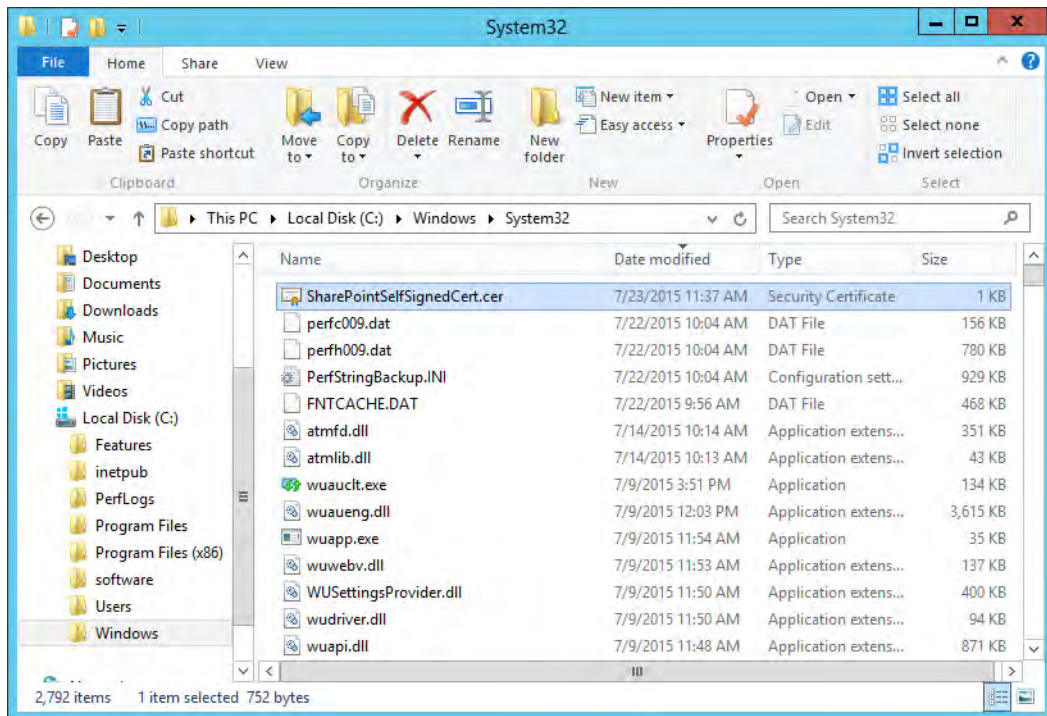 System32
File Home Share View
Copy
Paste
Cut
Copy path
Paste shortcut
Clipboard
Move to
Copy to
Delete
Rename
Organize
New folder
New item
Easy access
New
Properties
Open
Edit
Open
Select all
Select none
Invert selection
Select
This PC Local Disk (C:) Windows System32
Search System32
Desktop
Documents
Downloads
Music
Pictures
Videos
Local Disk (C:)
Features
inetpub
PerfLogs
Program Files
Program Files (x86)
software
Users
Windows
Name Date modified Type Size
SharePointSelfSignedCert.cer 7/23/2015 11:37 AM Security Certificate 1 KB
perfc009.dat 7/22/2015 10:04 AM DAT File 156 KB
perfh009.dat 7/22/2015 10:04 AM DAT File 780 KB
PerfStringBackup.INI 7/22/2015 10:04 AM Configuration sett... 929 KB
FNTCACHE.DAT 7/22/2015 9:56 AM DAT File 468 KB
atmfd.dll 7/14/2015 10:14 AM Application extens... 351 KB
atmlib.dll 7/14/2015 10:13 AM Application extens... 43 KB
wuauclt.exe 7/9/2015 3:51 PM Application 134 KB
wuaueng.dll 7/9/2015 12:03 PM Application extens... 3,615 KB
wuapp.exe 7/9/2015 11:54 AM Application 35 KB
wuwebv.dll 7/9/2015 11:53 AM Application extens... 137 KB
WUSettingsProvider.dll 7/9/2015 11:50 AM Application extens... 400 KB
wudriver.dll 7/9/2015 11:50 AM Application extens... 94 KB
wuapi.dll 7/9/2015 11:48 AM Application extens... 871 KB
2,792 items 1 item selected 752 bytes